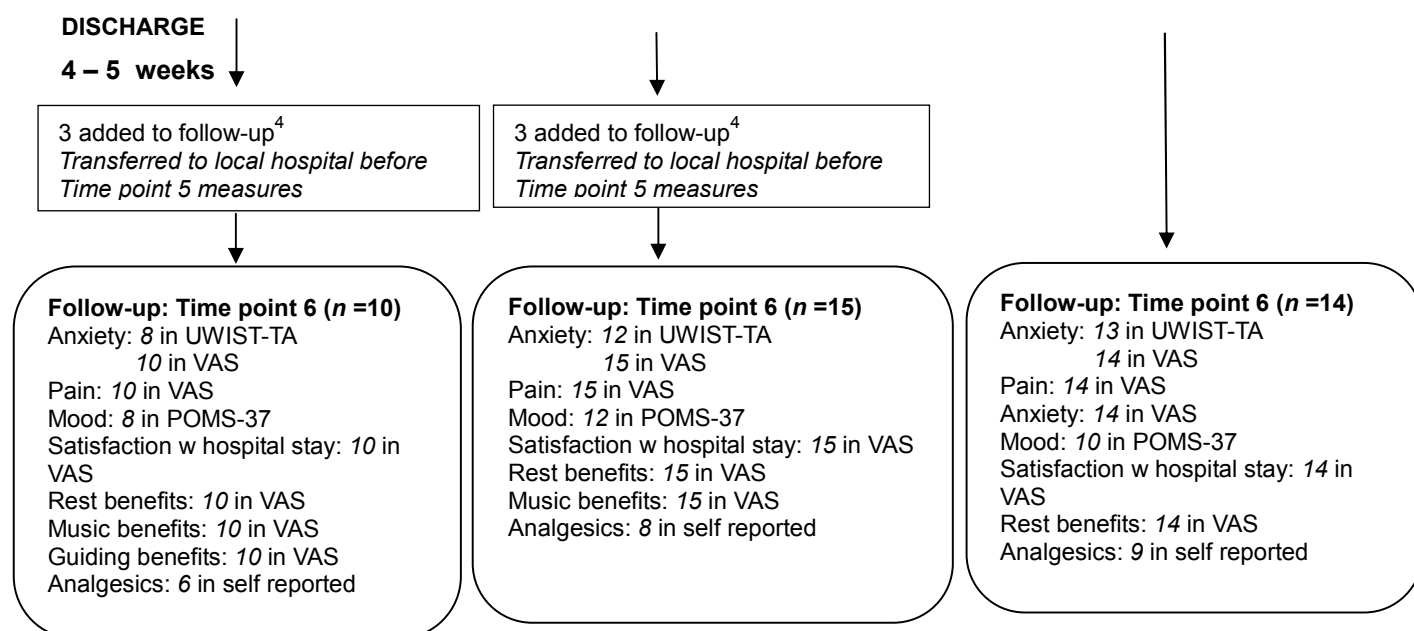 DISCHARGE
4 – 5 weeks
3 added to follow-up4
Transferred to local hospital before
Time point 5 measures
3 added to follow-up4
Transferred to local hospital before
Time point 5 measures
Follow-up: Time point 6 (n =10)
Anxiety: 8 in UWIST-TA
10 in VAS
Pain: 10 in VAS
Mood: 8 in POMS-37
Satisfaction w hospital stay: 10 in
VAS
Rest benefits: 10 in VAS
Music benefits: 10 in VAS
Guiding benefits: 10 in VAS
Analgesics: 6 in self reported
Follow-up: Time point 6 (n =15)
Anxiety: 12 in UWIST-TA
15 in VAS
Pain: 15 in VAS
Mood: 12 in POMS-37
Satisfaction w hospital stay: 15 in VAS
Rest benefits: 15 in VAS
Music benefits: 15 in VAS
Analgesics: 8 in self reported
Follow-up: Time point 6 (n =14)
Anxiety: 13 in UWIST-TA
14 in VAS
Pain: 14 in VAS
Anxiety: 14 in VAS
Mood: 10 in POMS-37
Satisfaction w hospital stay: 14 in
VAS
Rest benefits: 14 in VAS
Analgesics: 9 in self reported